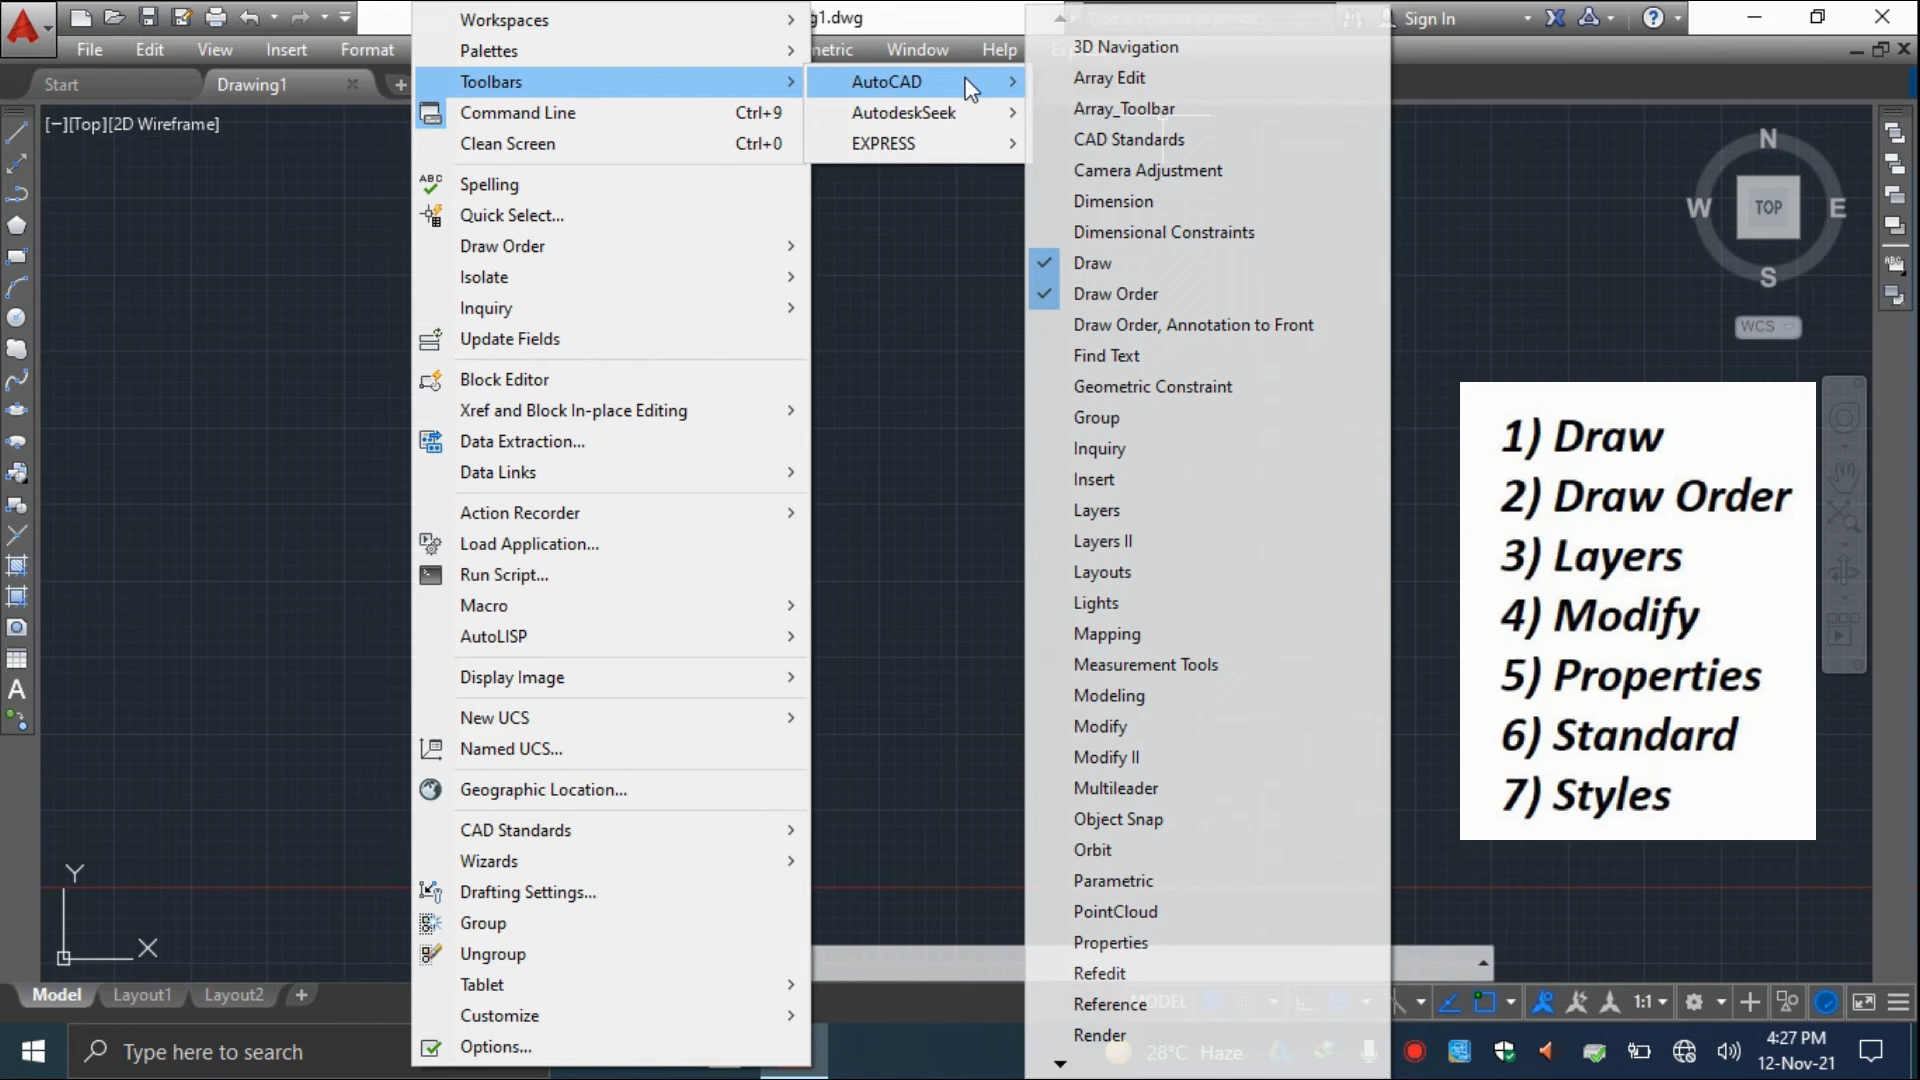 g1.dwg
Sign In
File Edit View Insert Format
metric Window Help
Start
Drawing1
[−][Top][2D Wireframe]
Workspaces
Palettes
Toolbars
Command Line Ctrl+9
Clean Screen Ctrl+0
Spelling
Quick Select...
Draw Order
Isolate
Inquiry
Update Fields
Block Editor
Xref and Block In-place Editing
Data Extraction...
Data Links
Action Recorder
Load Application...
Run Script...
Macro
AutoLISP
Display Image
New UCS
Named UCS...
Geographic Location...
CAD Standards
Wizards
Drafting Settings...
Group
Ungroup
Tablet
Customize
Options...
AutoCAD
AutodeskSeek
EXPRESS
3D Navigation
Array Edit
Array_Toolbar
CAD Standards
Camera Adjustment
Dimension
Dimensional Constraints
Draw
Draw Order
Draw Order, Annotation to Front
Find Text
Geometric Constraint
Group
Inquiry
Insert
Layers
Layers II
Layouts
Lights
Mapping
Measurement Tools
Modeling
Modify
Modify II
Multileader
Object Snap
Orbit
Parametric
PointCloud
Properties
Refedit
Reference
Render
N
W TOP E
S
WCS
1) Draw
2) Draw Order
3) Layers
4) Modify
5) Properties
6) Standard
7) Styles
ABC
ABC
A
Y
X
Model Layout1 Layout2
MODEL
1:1
Type here to search
28°C Haze
4:27 PM
12-Nov-21